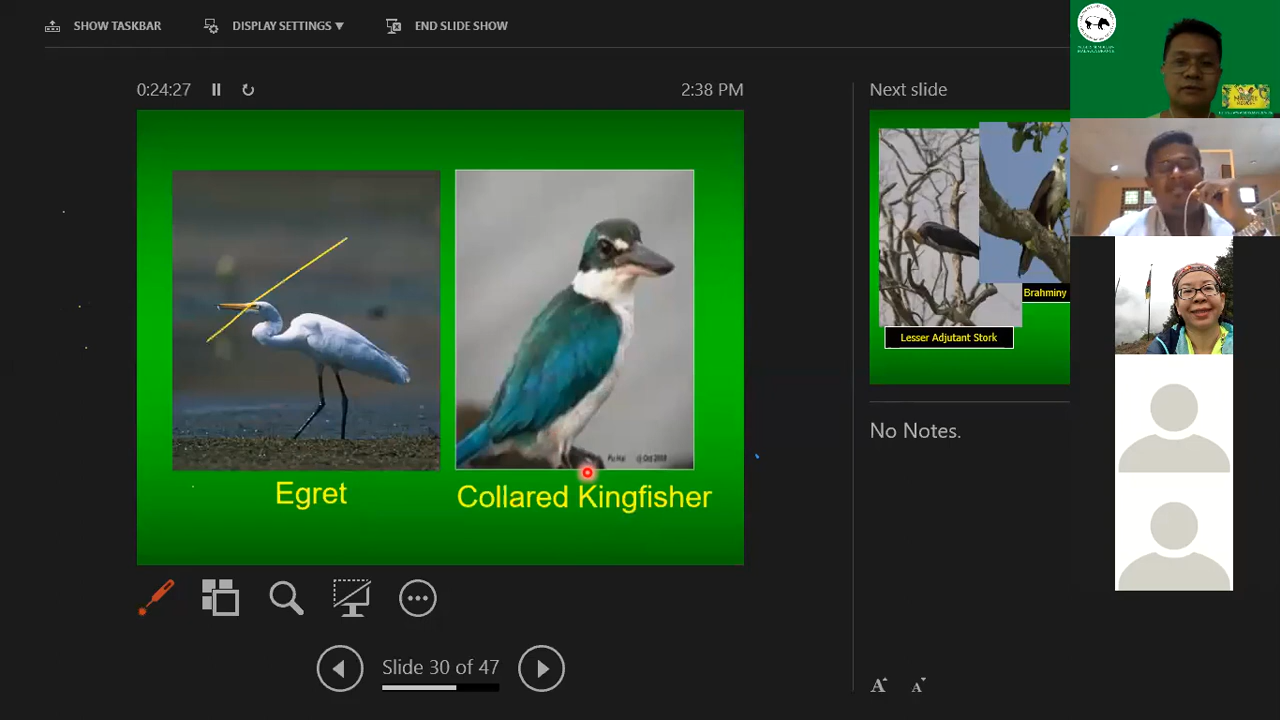 SHOW TASKBAR
DISPLAY SETTINGS ▼
END SLIDE SHOW
0:24:27
2:38 PM
Next slide
Egret
Collared Kingfisher
Brahminy
Lesser Adjutant Stork
No Notes.
Slide 30 of 47
A
A